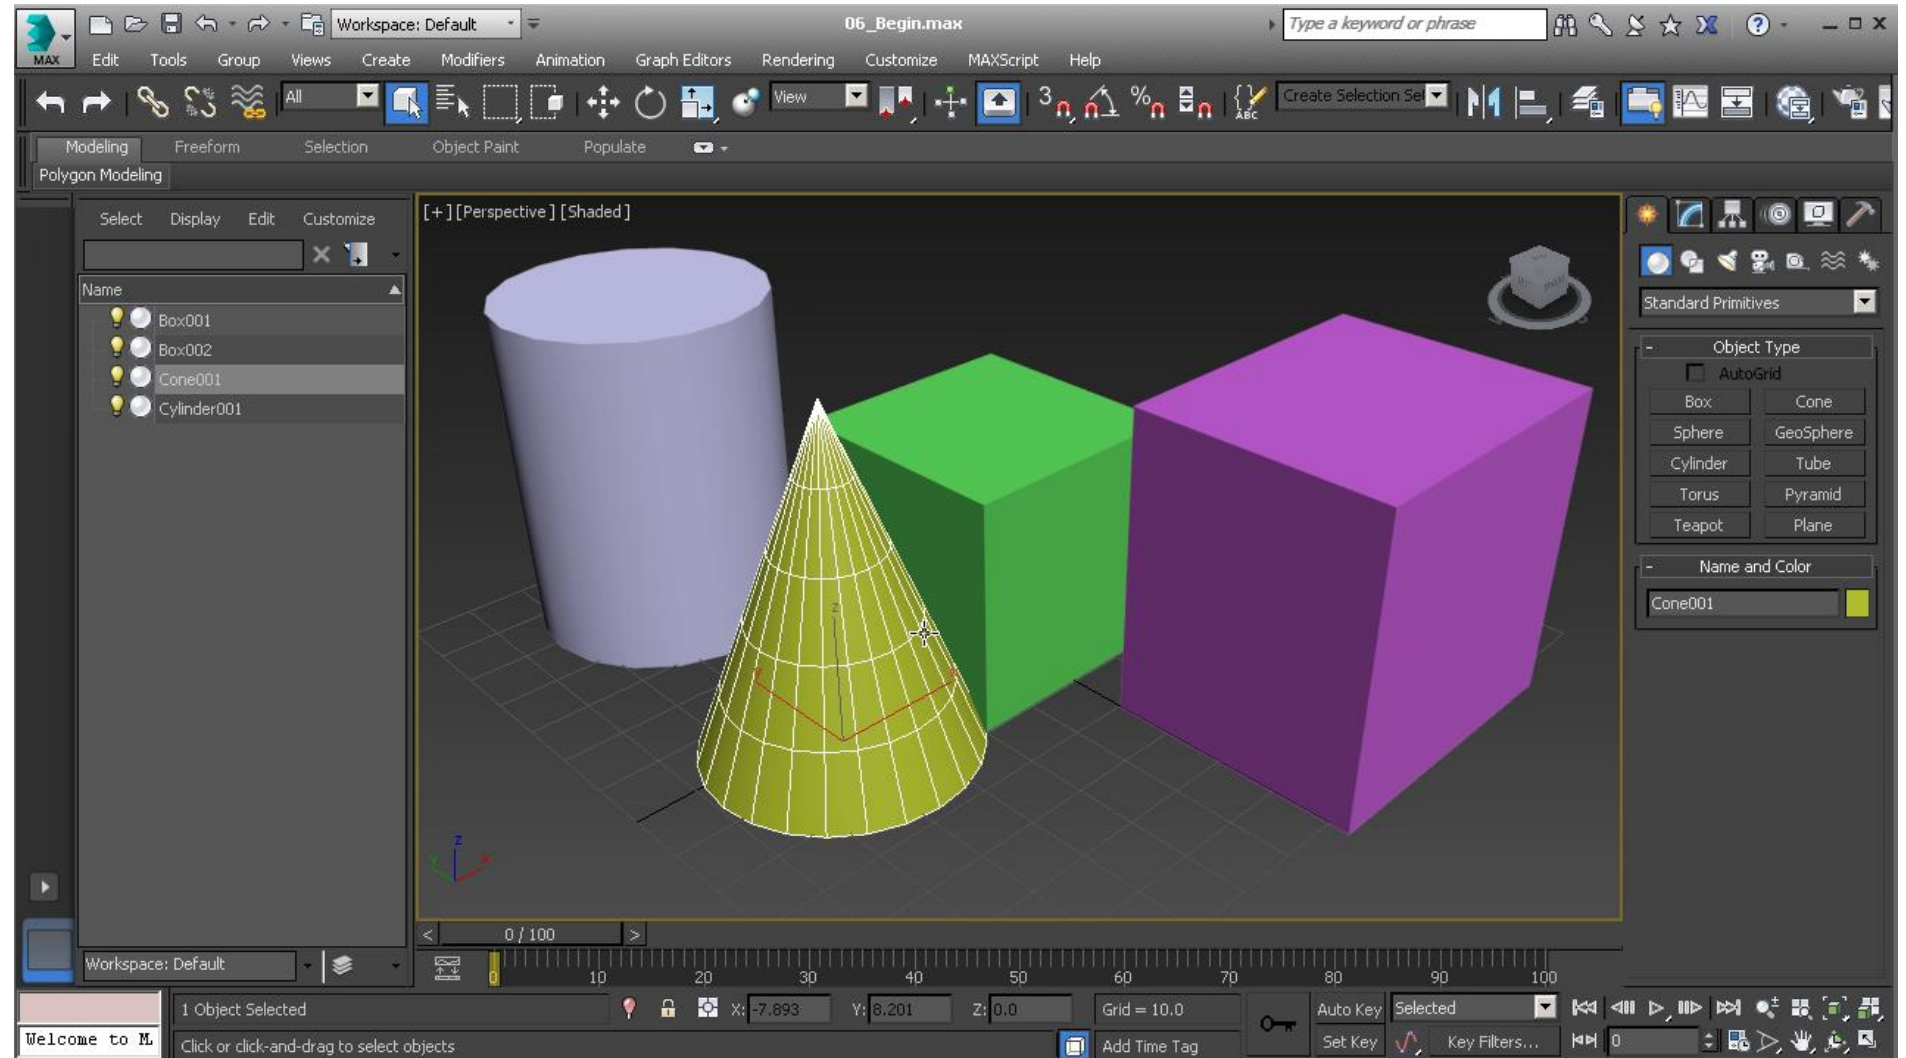 Workspace: Default
06_Begin.max
Type a keyword or phrase
MAX
Edit Tools Group Views Create Modifiers Animation Graph Editors Rendering Customize MAXScript Help
All
View
3
%
ABC
Create Selection Set
Modeling Freeform Selection Object Paint Populate
Polygon Modeling
Select Display Edit Customize
[+][Perspective][Shaded]
Name
Box001
Box002
Cone001
Cylinder001
Standard Primitives
- Object Type
AutoGrid
Box Cone
Sphere GeoSphere
Cylinder Tube
Torus Pyramid
Teapot Plane
- Name and Color
Cone001
z
z
x
y
< 0 / 100 >
Workspace: Default
0 10 20 30 40 50 60 70 80 90 100
1 Object Selected
X: -7.893 Y: 8.201 Z: 0.0
Grid = 10.0
Auto Key Selected
Welcome to M
Click or click-and-drag to select objects
Add Time Tag
Set Key Key Filters...
0